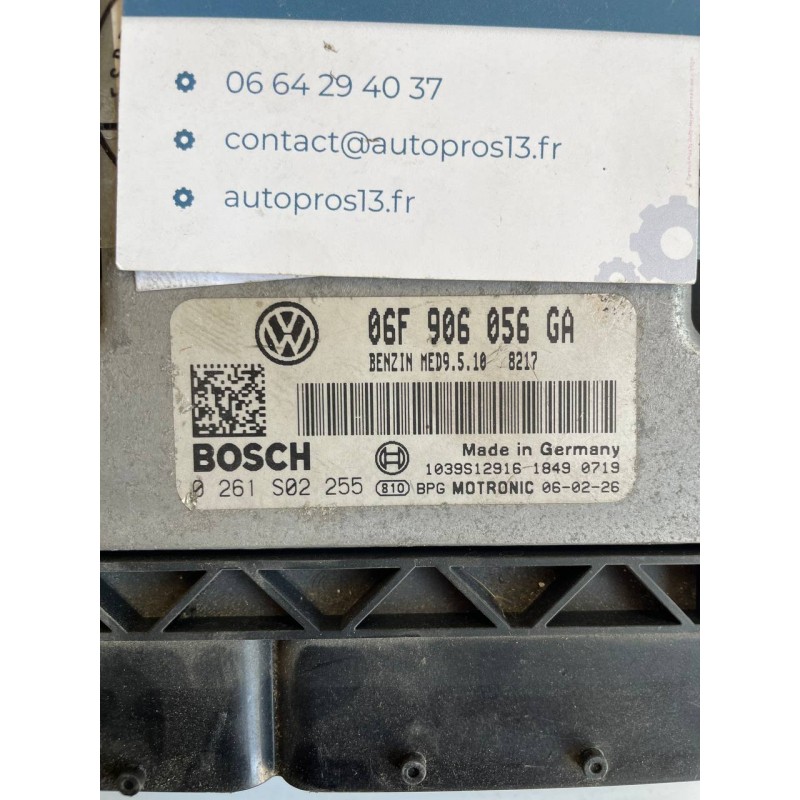 06 64 29 40 37
contact@autopros13.fr
autopros13.fr
06F 906 056 GA
BENZIN MED9.5.10 8217
BOSCH
Made in Germany
1039S12916 1849 0719
0 261 S02 255 810 BPG MOTRONIC 06-02-26